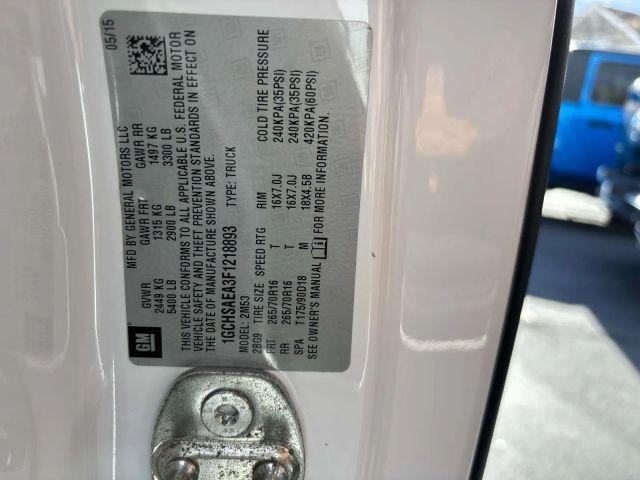 MFD BY GENERAL MOTORS LLC 05/15
GVWR GAWR FRT GAWR RR
2449 KG 1315 KG 1497 KG
5400 LB 2900 LB 3300 LB
THIS VEHICLE CONFORMS TO ALL APPLICABLE U.S. FEDERAL MOTOR
VEHICLE SAFETY AND THEFT PREVENTION STANDARDS IN EFFECT ON
THE DATE OF MANUFACTURE SHOWN ABOVE.
1GCHSAEA3F1218893 TYPE: TRUCK
MODEL: 2M53
28G9 TIRE SIZE SPEED RTG RIM COLD TIRE PRESSURE
FRT 265/70R16 T 16X7.0J 240KPA(35PSI)
RR 265/70R16 T 16X7.0J 240KPA(35PSI)
SPA T175/90D18 M 18X4.5B 420KPA(60PSI)
SEE OWNER'S MANUAL FOR MORE INFORMATION.
GM